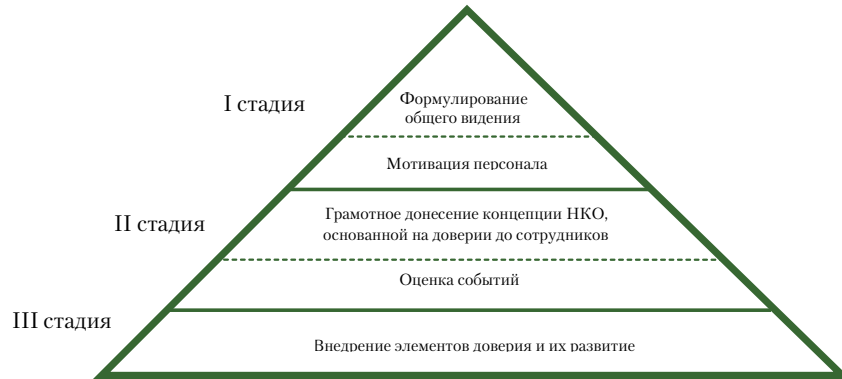 I стадия
Формулирование
общего видения
Мотивация персонала
II стадия
Грамотное донесение концепции НКО,
основанной на доверии до сотрудников
Оценка событий
III стадия
Внедрение элементов доверия и их развитие